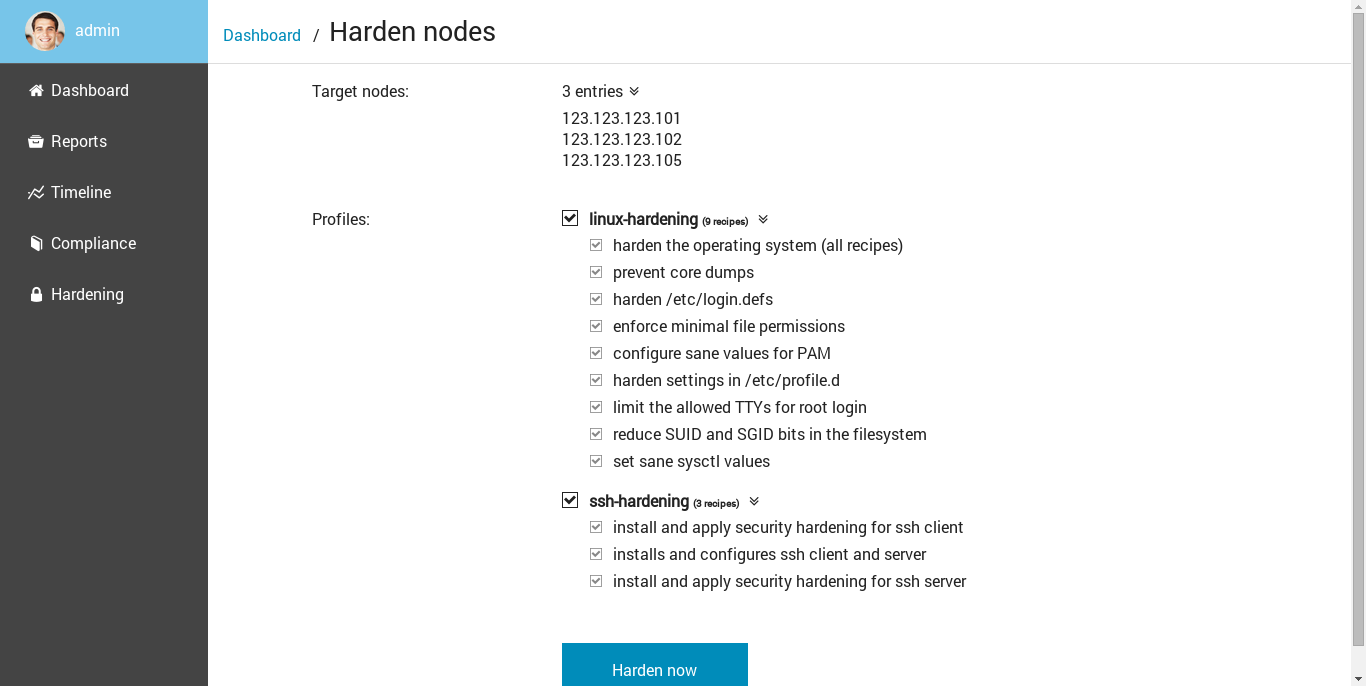 admin
Dashboard / Harden nodes
Dashboard
Reports
Timeline
Compliance
Hardening
Target nodes:
3 entries
123.123.123.101
123.123.123.102
123.123.123.105
Profiles:
linux-hardening (9 recipes)
harden the operating system (all recipes)
prevent core dumps
harden /etc/login.defs
enforce minimal file permissions
configure sane values for PAM
harden settings in /etc/profile.d
limit the allowed TTYs for root login
reduce SUID and SGID bits in the filesystem
set sane sysctl values
ssh-hardening (3 recipes)
install and apply security hardening for ssh client
installs and configures ssh client and server
install and apply security hardening for ssh server
Harden now